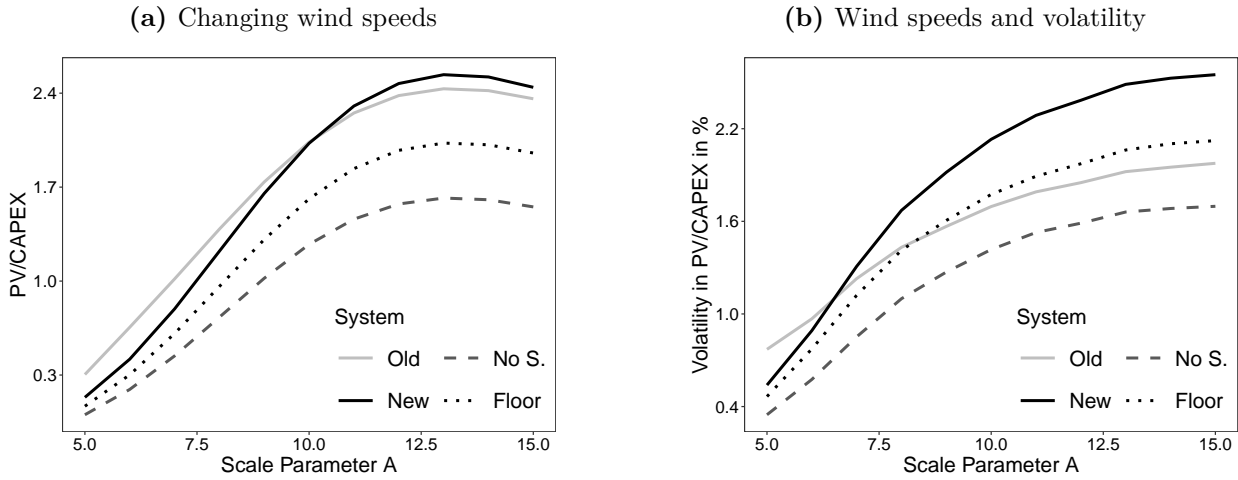 (a) Changing wind speeds
PV/CAPEX
2.4
1.7
1.0
0.3
System
Old
No S.
New
Floor
5.0 7.5 10.0 12.5 15.0
Scale Parameter A
(b) Wind speeds and volatility
Volatility in PV/CAPEX in %
2.2
1.6
1.0
0.4
System
Old
No S.
New
Floor
5.0 7.5 10.0 12.5 15.0
Scale Parameter A